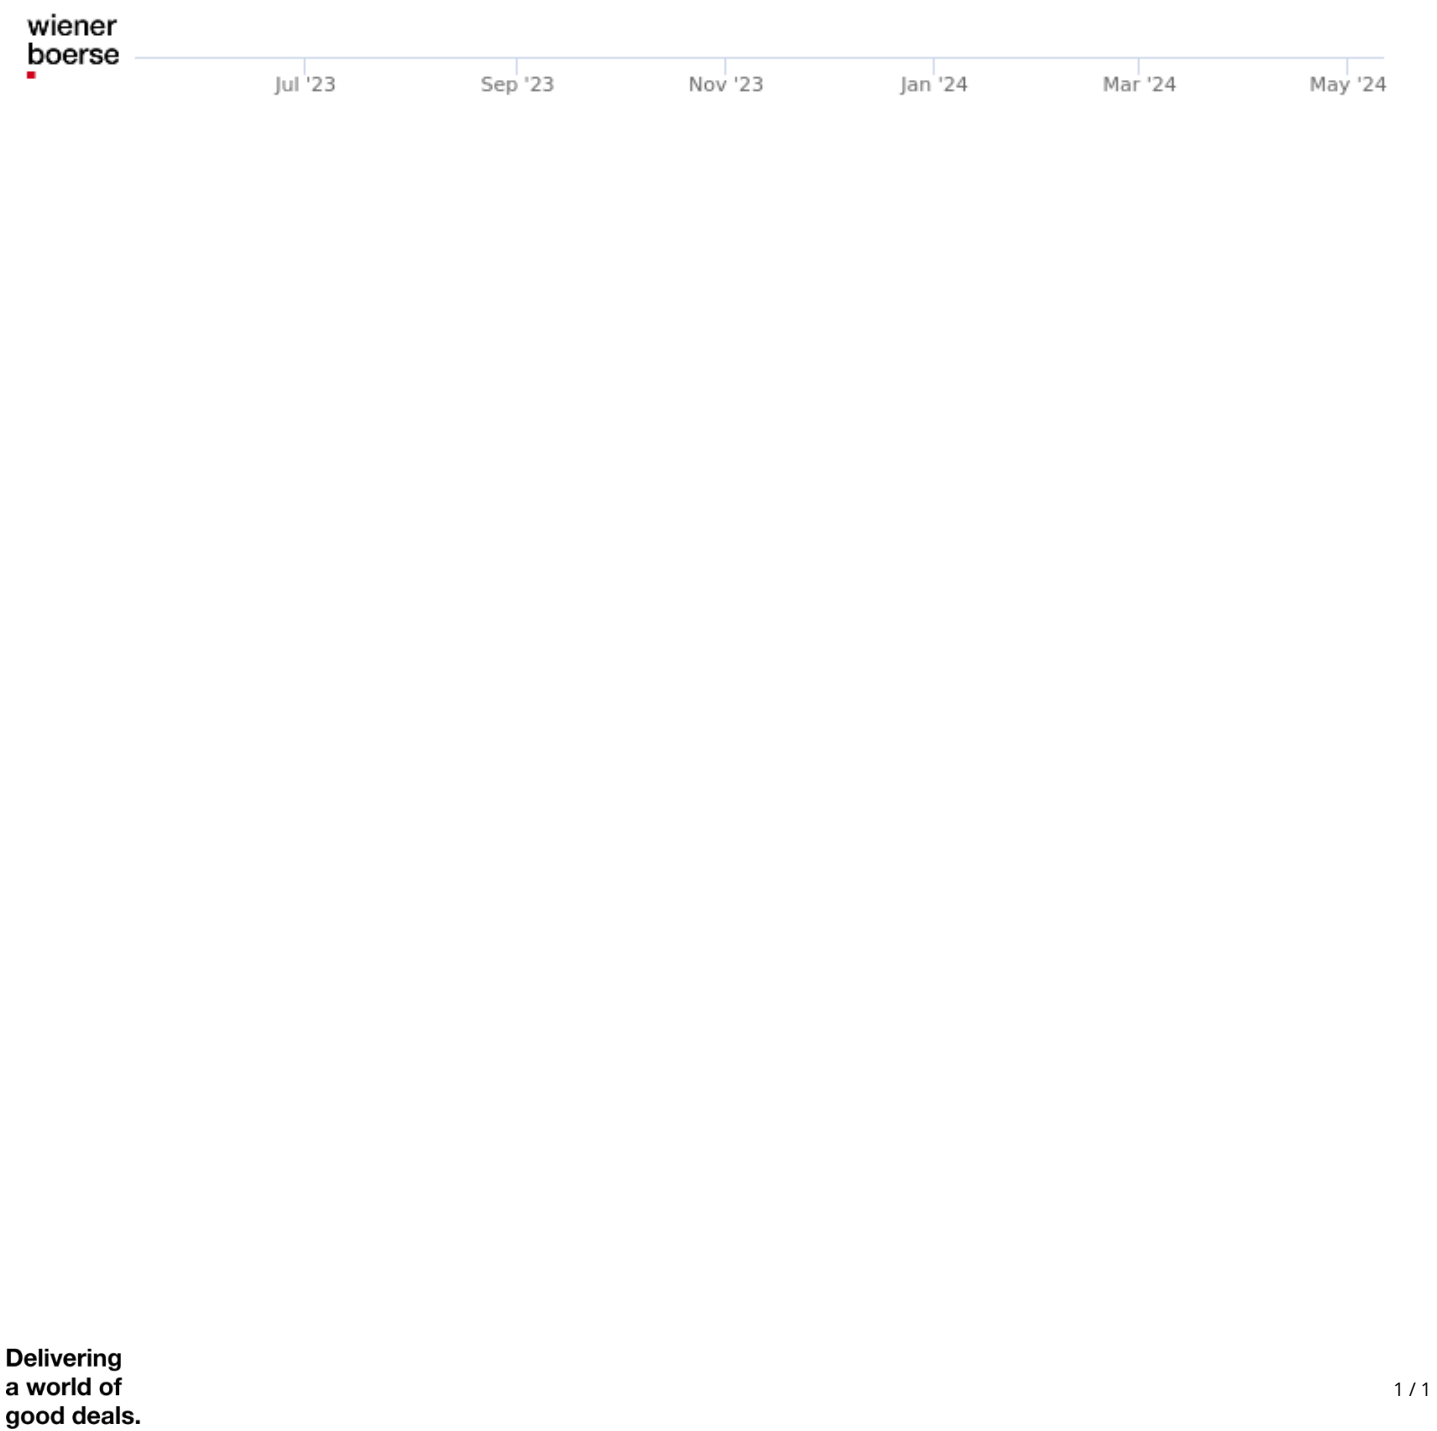 wiener
boerse
Jul '23 Sep '23 Nov '23 Jan '24 Mar '24 May '24
Delivering
a world of
good deals.
1 / 1